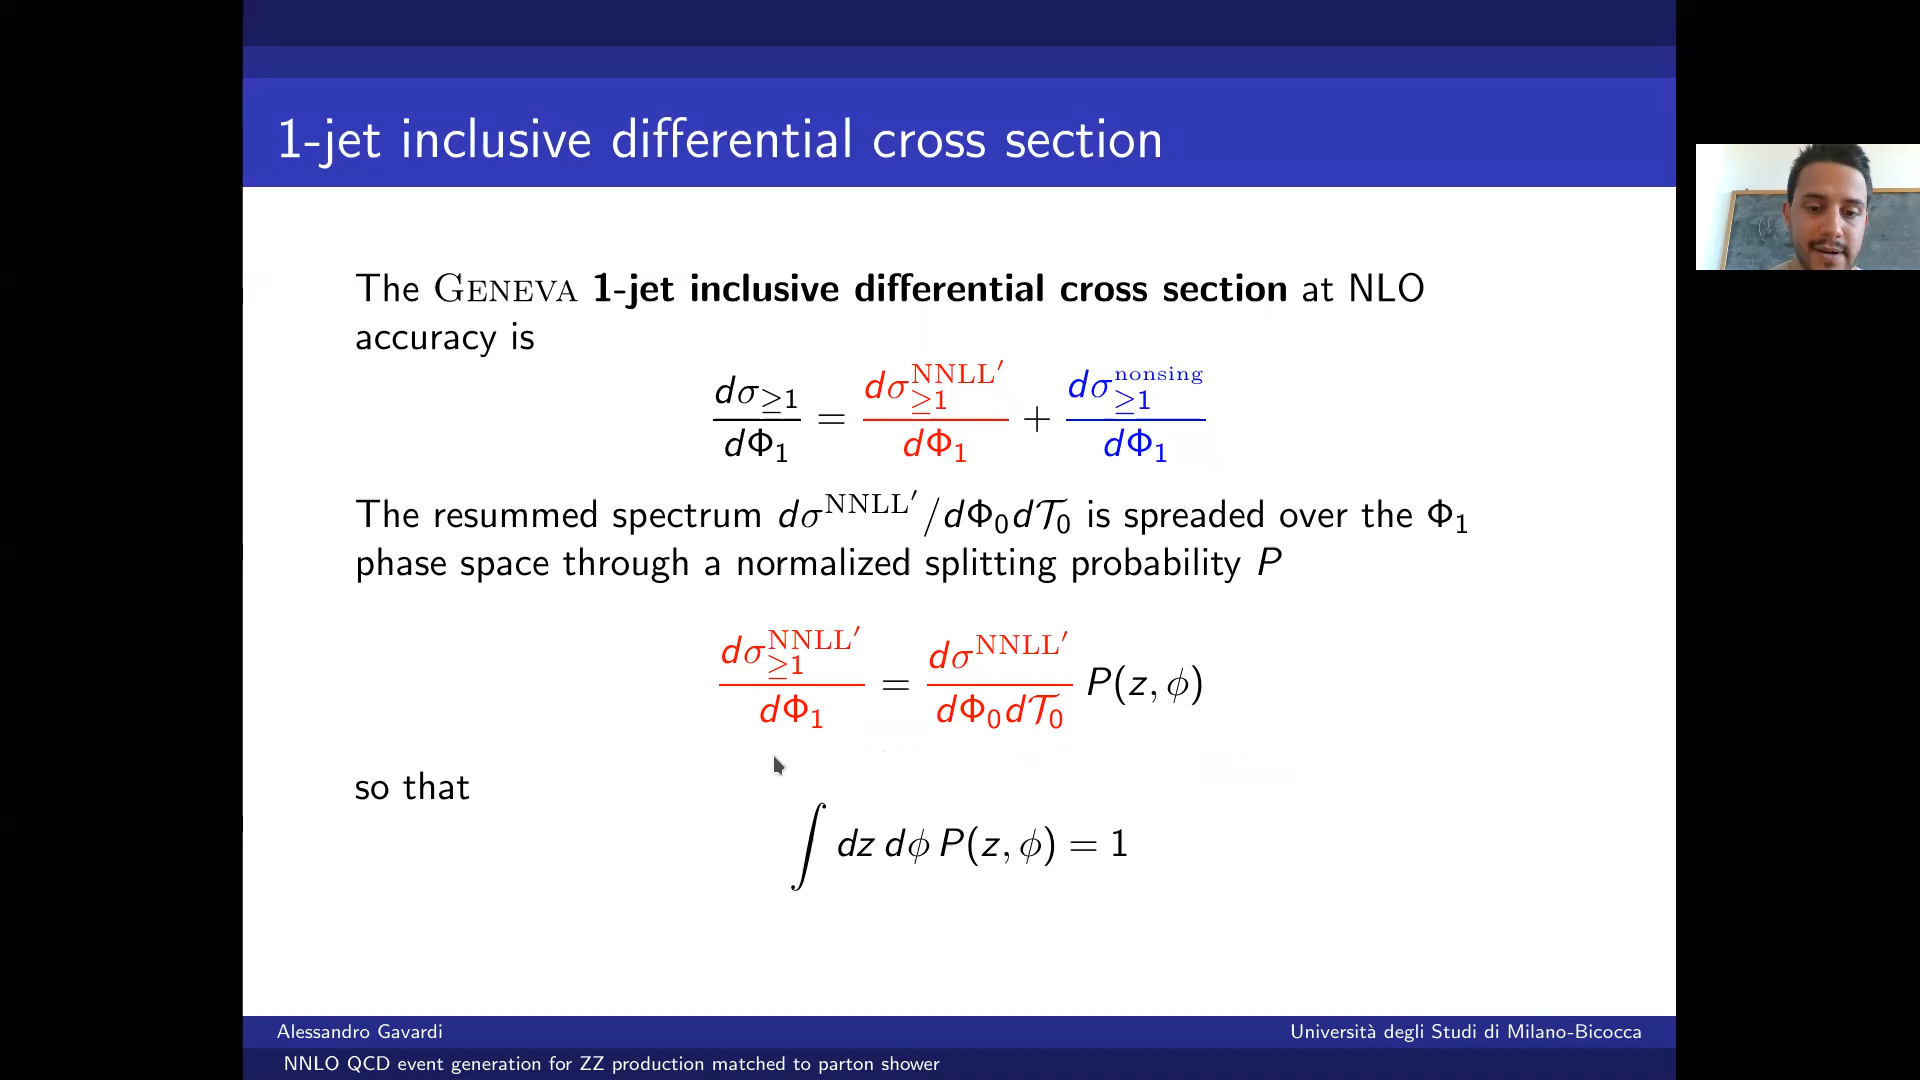 1-jet inclusive differential cross section
The GENEVA 1-jet inclusive differential cross section at NLO
accuracy is
dσ≥1/dΦ1 = dσ≥1^NNLL′/dΦ1 + dσ≥1^nonsing/dΦ1
The resummed spectrum dσ^NNLL′/dΦ0dT0 is spreaded over the Φ1
phase space through a normalized splitting probability P
dσ≥1^NNLL′/dΦ1 = dσ^NNLL′/dΦ0dT0 P(z, ϕ)
so that
∫ dz dϕ P(z, ϕ) = 1
Alessandro Gavardi
Università degli Studi di Milano-Bicocca
NNLO QCD event generation for ZZ production matched to parton shower